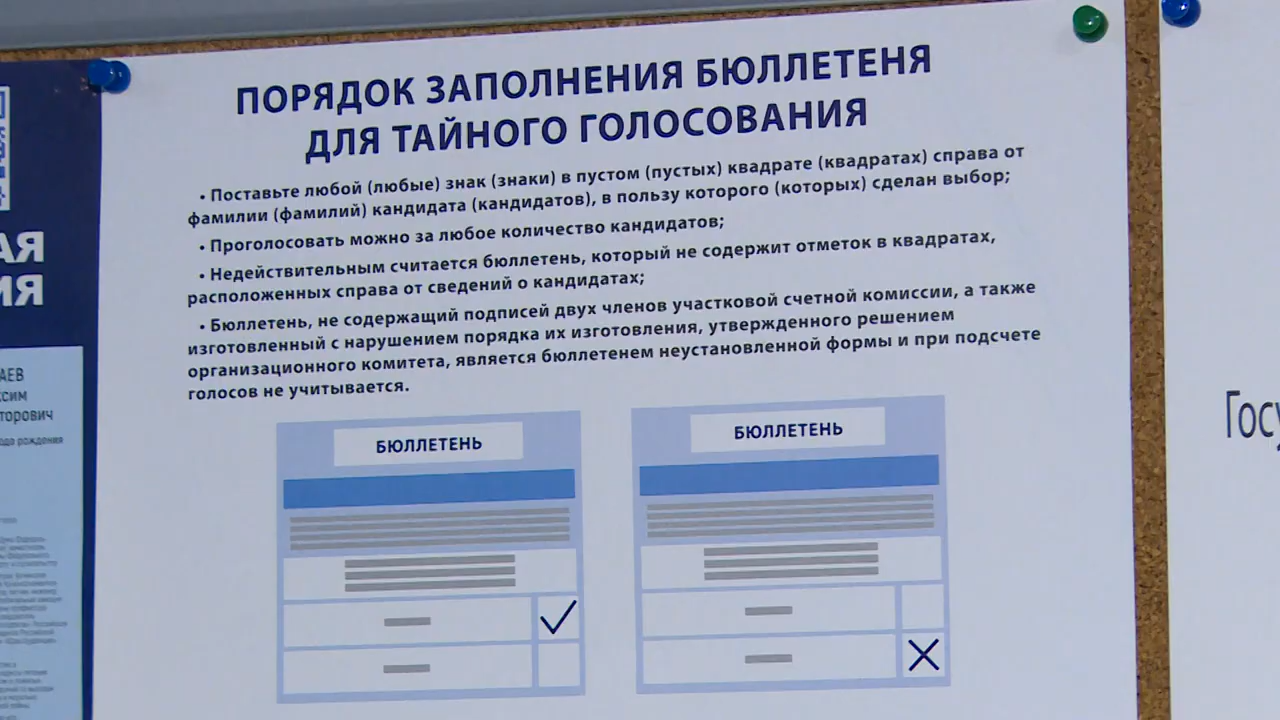 ПОРЯДОК ЗАПОЛНЕНИЯ БЮЛЛЕТЕНЯ
ДЛЯ ТАЙНОГО ГОЛОСОВАНИЯ
• Поставьте любой (любые) знак (знаки) в пустом (пустых) квадрате (квадратах) справа от
фамилии (фамилий) кандидата (кандидатов), в пользу которого (которых) сделан выбор;
• Проголосовать можно за любое количество кандидатов;
• Недействительным считается бюллетень, который не содержит отметок в квадратах,
расположенных справа от сведений о кандидатах;
• Бюллетень, не содержащий подписей двух членов участковой счетной комиссии, а также
изготовленный с нарушением порядка их изготовления, утвержденного решением
организационного комитета, является бюллетенем неустановленной формы и при подсчете
голосов не учитывается.
БЮЛЛЕТЕНЬ
БЮЛЛЕТЕНЬ
АЯ
ИЯ
АЕВ
ксим
торович
ода рождения
Госу